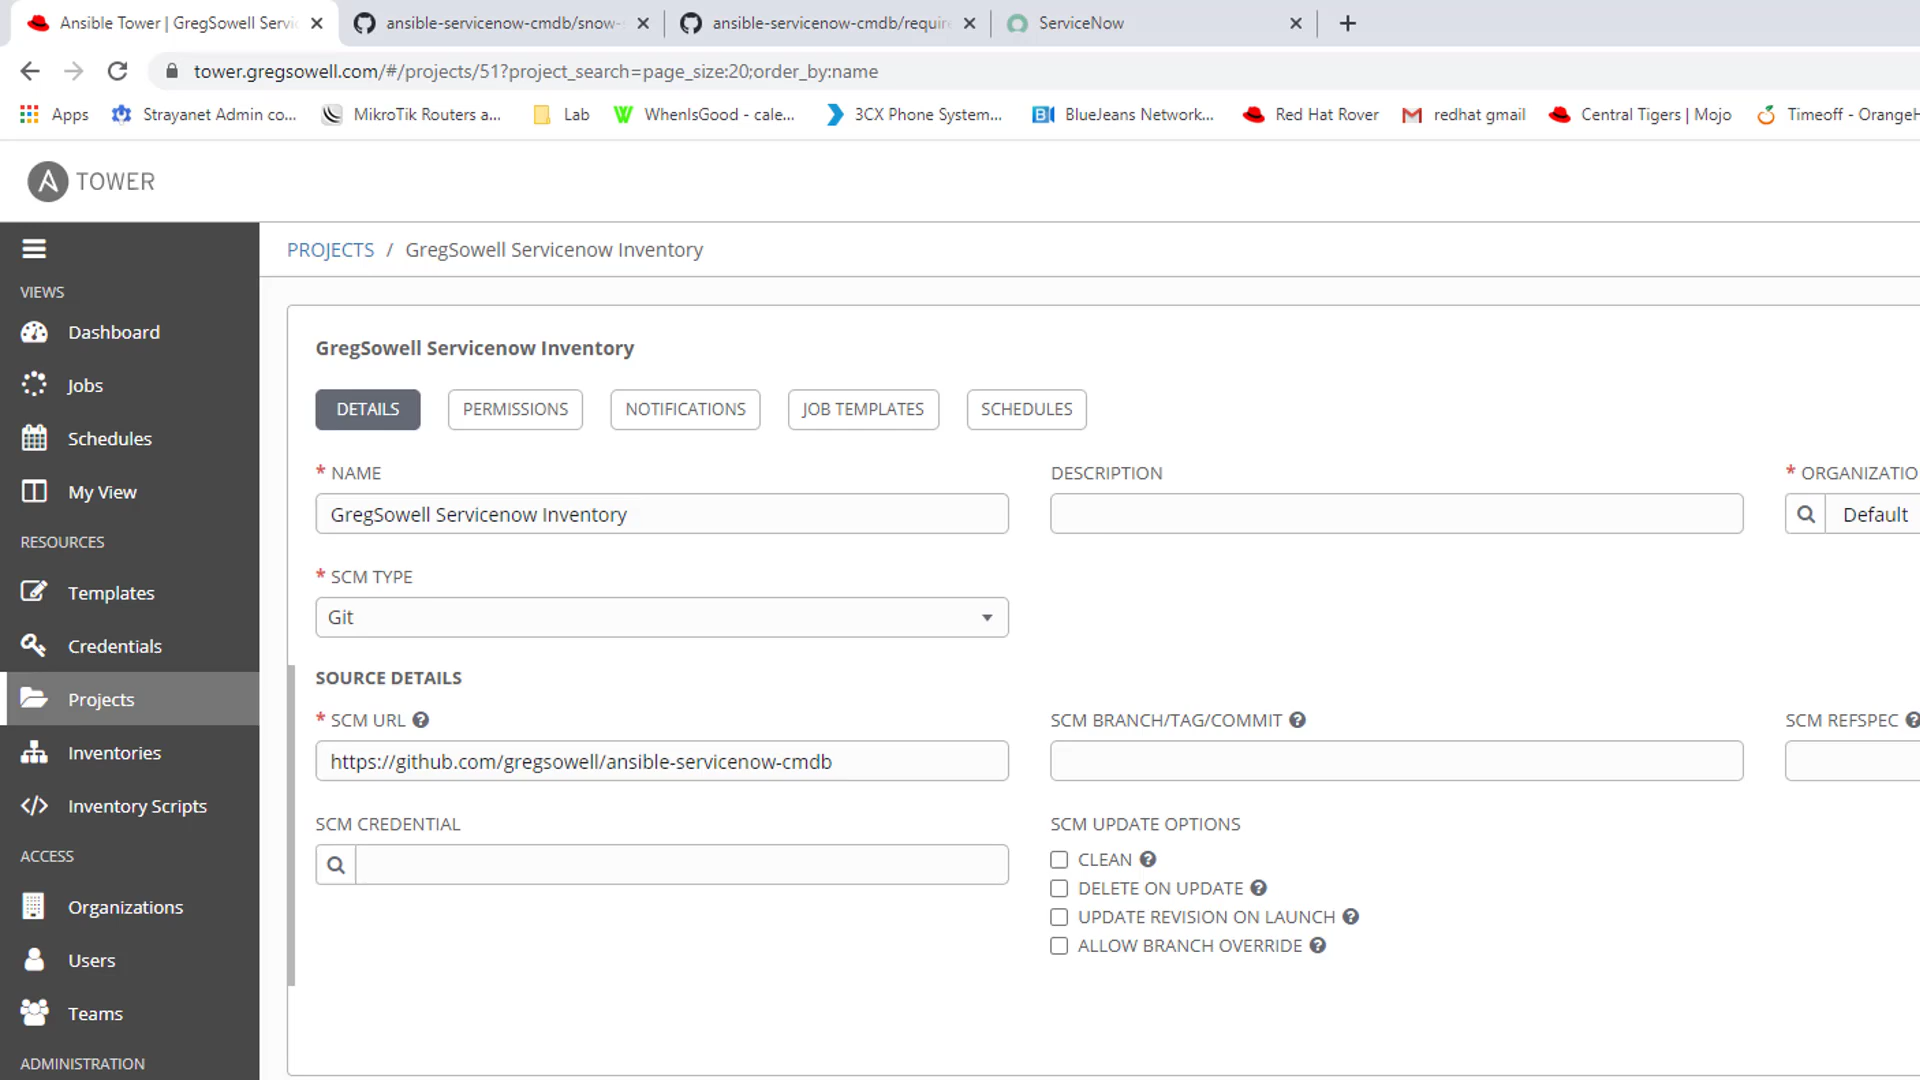 Ansible Tower | GregSowell Servic
ansible-servicenow-cmdb/snow-
ansible-servicenow-cmdb/require
ServiceNow
tower.gregsowell.com/#/projects/51?project_search=page_size:20;order_by:name
Apps
Strayanet Admin co...
MikroTik Routers a...
Lab
WhenIsGood - cale...
3CX Phone System...
BlueJeans Network...
Red Hat Rover
redhat gmail
Central Tigers | Mojo
Timeoff - OrangeH
TOWER
PROJECTS / GregSowell Servicenow Inventory
VIEWS
Dashboard
Jobs
Schedules
My View
RESOURCES
Templates
Credentials
Projects
Inventories
Inventory Scripts
ACCESS
Organizations
Users
Teams
ADMINISTRATION
GregSowell Servicenow Inventory
DETAILS
PERMISSIONS
NOTIFICATIONS
JOB TEMPLATES
SCHEDULES
* NAME
DESCRIPTION
* ORGANIZATIO
GregSowell Servicenow Inventory
Default
* SCM TYPE
Git
SOURCE DETAILS
* SCM URL
SCM BRANCH/TAG/COMMIT
SCM REFSPEC
https://github.com/gregsowell/ansible-servicenow-cmdb
SCM CREDENTIAL
SCM UPDATE OPTIONS
CLEAN
DELETE ON UPDATE
UPDATE REVISION ON LAUNCH
ALLOW BRANCH OVERRIDE